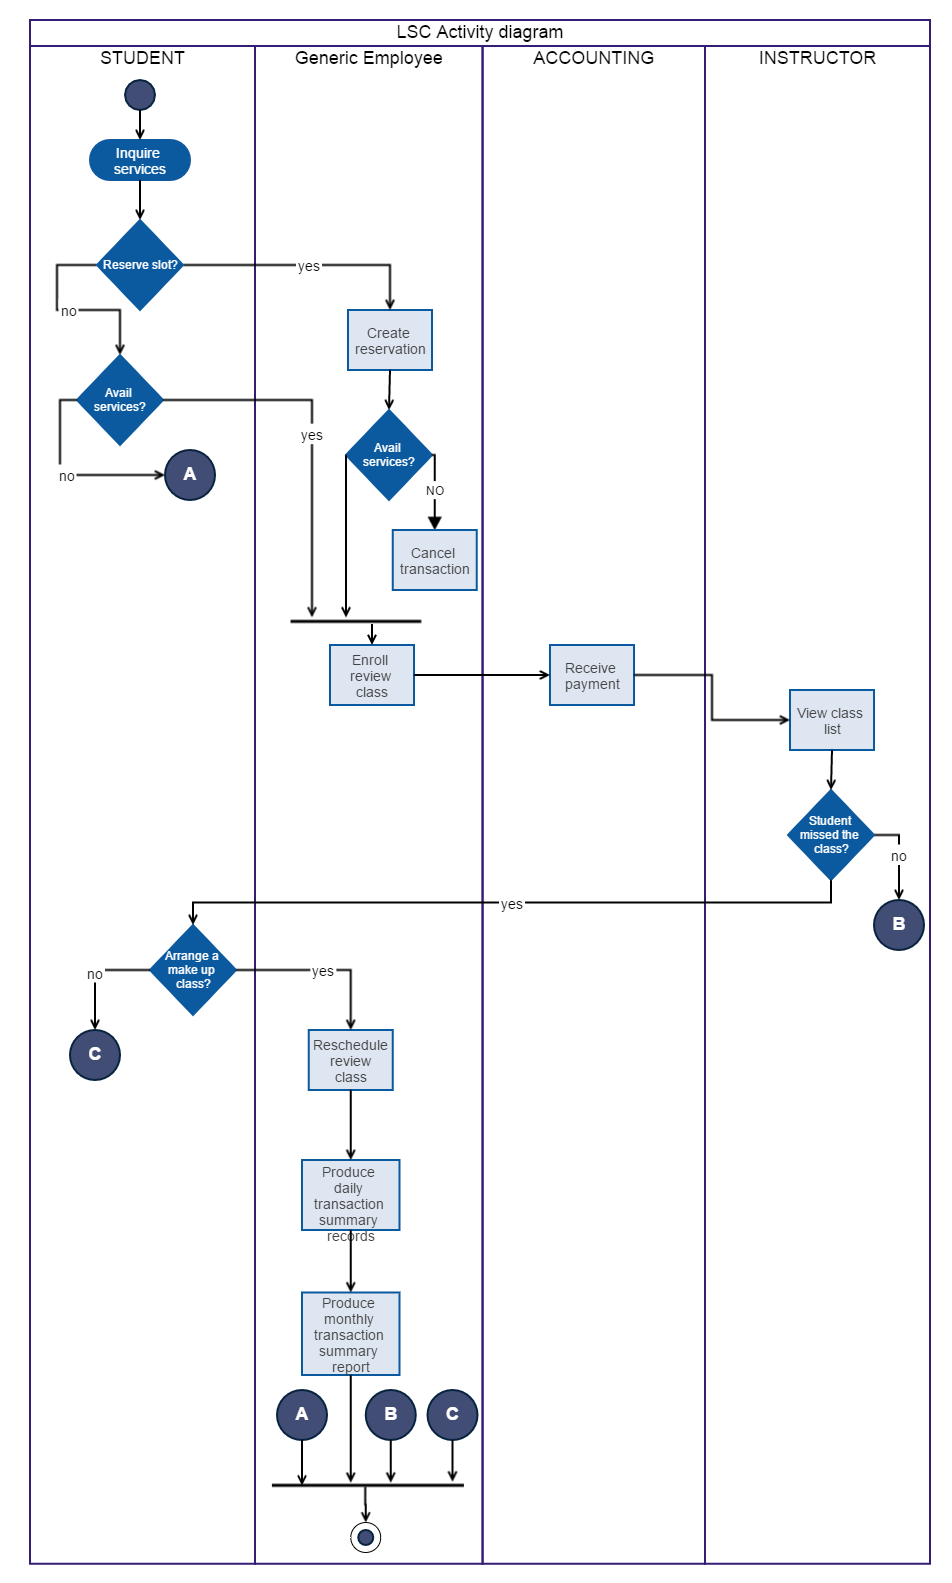 LSC Activity diagram
STUDENT
Generic Employee
ACCOUNTING
INSTRUCTOR
Inquire
services
Reserve slot?
yes
no
Create
reservation
Avail
services?
yes
no
A
Avail
services?
NO
Cancel
transaction
Enroll
review
class
Receive
payment
View class
list
Student
missed the
class?
no
B
yes
Arrange a
make up
class?
no
yes
C
Reschedule
review
class
Produce
daily
transaction
summary
records
Produce
monthly
transaction
summary
report
A
B
C